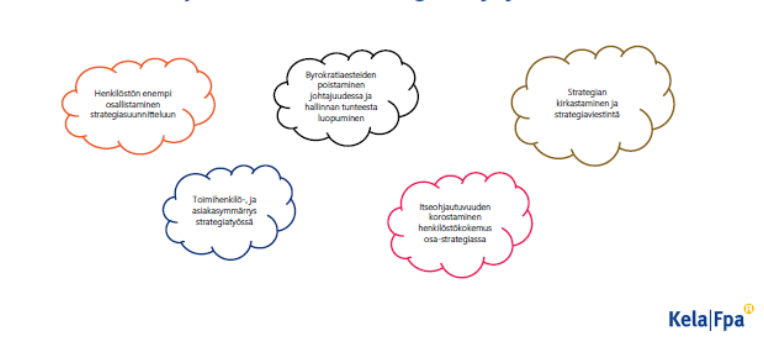 Henkilöstön enempi
osallistaminen
strategiasuunnitteluun
Byrokratiaesteiden
poistaminen
johtajuudessa ja
hallinnan tunteesta
luopuminen
Strategian
kirkastaminen ja
strategiaviestintä
Toimihenkilö-, ja
asiakasymmärrys
strategiatyössä
Itseohjautuvuuden
korostaminen
henkilöstökokemus
osa-strategiassa
Kela|Fpa